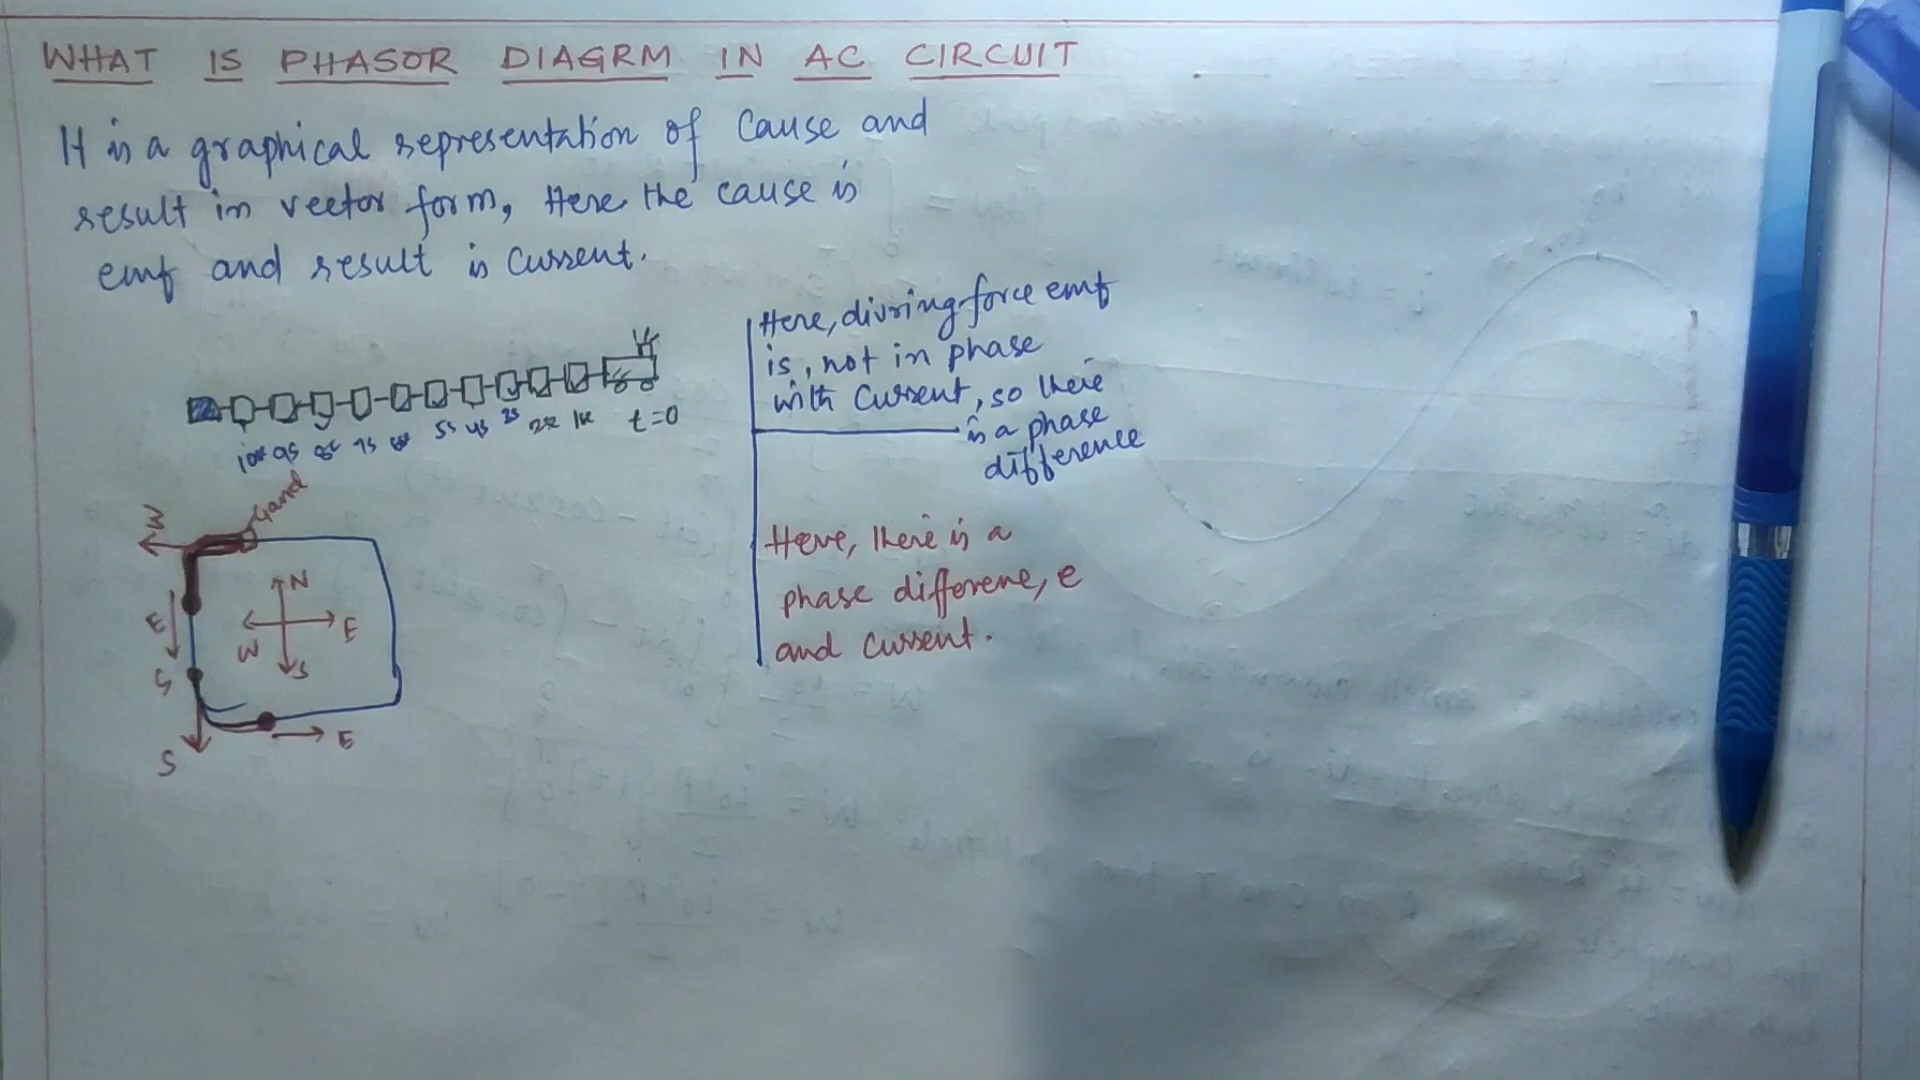 WHAT IS PHASOR DIAGRM IN AC CIRCUIT
It is a graphical representation of cause and
result in vector form, Here the cause is
emf and result is current.
Here, divring force emf
is, not in phase
with current, so there
is a phase
difference
t=0
W
N
W
E
S
E
S
S
E
Here, there is a
phase differene, e
and current.